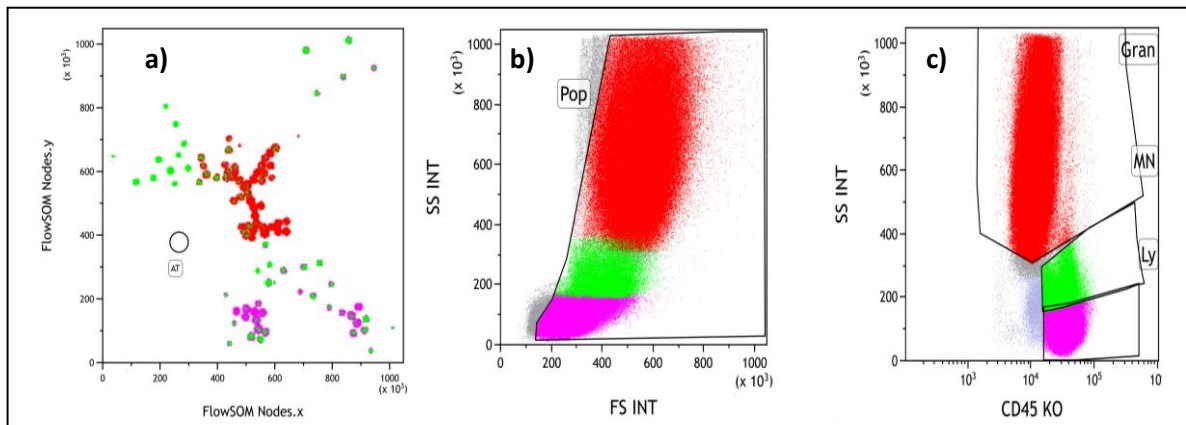 a)
(x 10³)
1000
800
600
400
200
0
FlowSOM Nodes.y
AT
0
200
400
600
800
1000
(x 10³)
FlowSOM Nodes.x
b)
(x 10³)
1000
800
600
400
200
0
SS INT
Pop
0
200
400
600
800
1000
(x 10³)
FS INT
c)
(x 10³)
1000
800
600
400
200
0
SS INT
Gran
MN
Ly
10³
10⁴
10⁵
10
CD45 KO